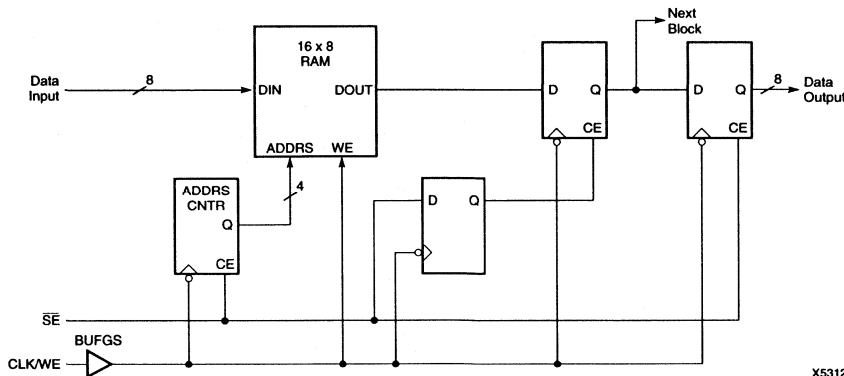 Next
Block
16 x 8
RAM
Data
Input
8
DIN
DOUT
D
Q
D
Q
8
Data
Output
CE
CE
ADDRS
WE
4
ADDRS
CNTR
Q
D
Q
CE
SE
BUFGS
CLK/WE
X5312